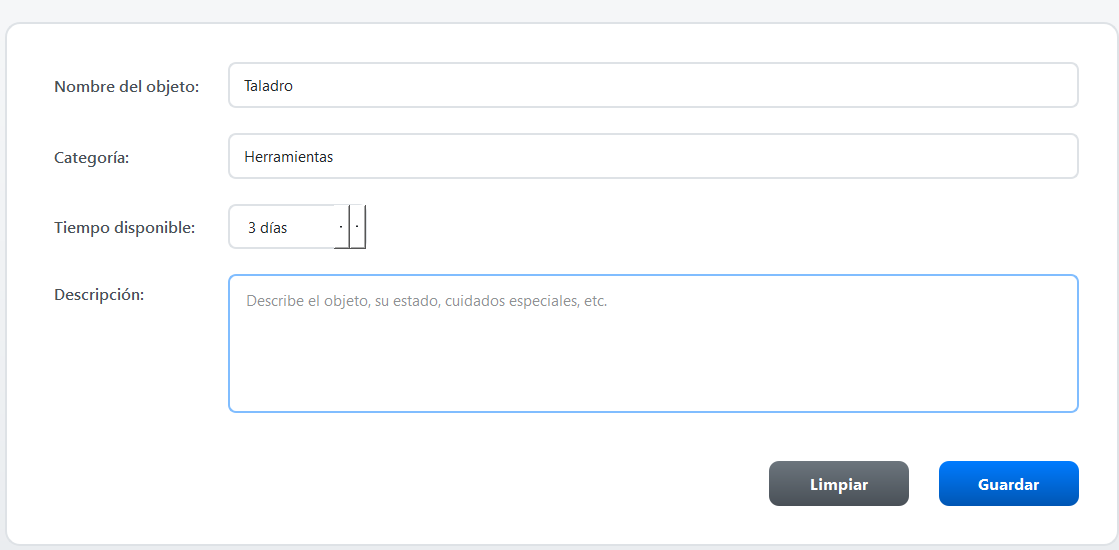 Nombre del objeto: Taladro
Categoría: Herramientas
Tiempo disponible: 3 días
Descripción: Describe el objeto, su estado, cuidados especiales, etc.
Limpiar Guardar